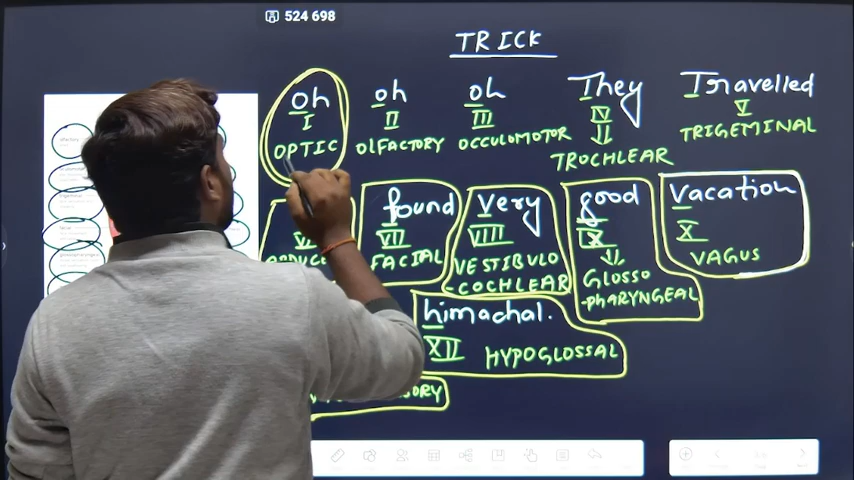 524 698
TRICK
oh oh oh They Travelled
I II III IV V
OPTIC OLFACTORY OCCULOMOTOR TROCHLEAR TRIGEMINAL
found Very good Vacation
VII VIII IX X
FACIAL VESTIBULO VAGUS
-COCHLEAR GLOSSO
-PHARYNGEAL
himachal.
XII HYPOGLOSSAL